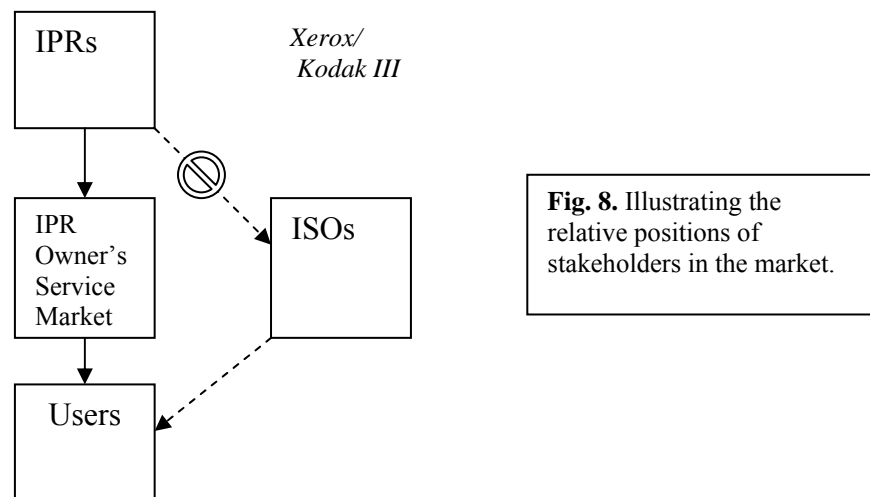 IPRs
Xerox/
Kodak III
IPR
Owner's
Service
Market
ISOs
Users
Fig. 8. Illustrating the
relative positions of
stakeholders in the market.